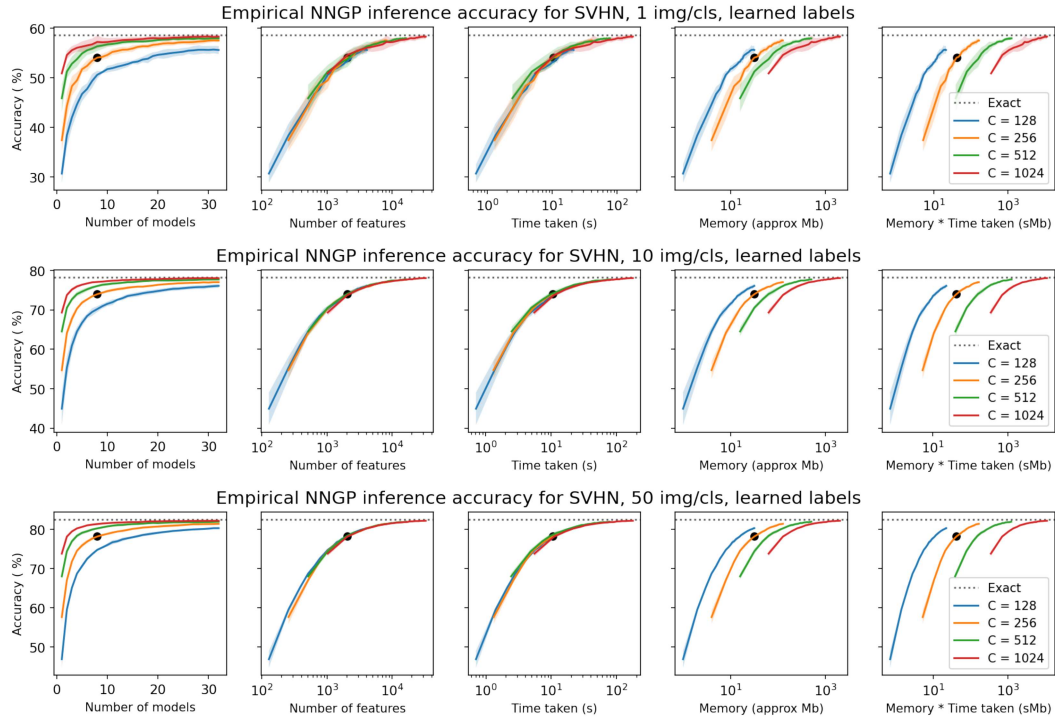 Empirical NNGP inference accuracy for SVHN, 1 img/cls, learned labels
Accuracy ( %)
60
50
40
30
0 10 20 30
Number of models
10² 10³ 10⁴
Number of features
10⁰ 10¹ 10²
Time taken (s)
10¹ 10³
Memory (approx Mb)
10¹ 10⁴
Memory * Time taken (sMb)
Exact
C = 128
C = 256
C = 512
C = 1024
Empirical NNGP inference accuracy for SVHN, 10 img/cls, learned labels
Accuracy ( %)
80
70
60
50
40
0 10 20 30
Number of models
10² 10³ 10⁴
Number of features
10⁰ 10¹ 10²
Time taken (s)
10¹ 10³
Memory (approx Mb)
10¹ 10⁴
Memory * Time taken (sMb)
Exact
C = 128
C = 256
C = 512
C = 1024
Empirical NNGP inference accuracy for SVHN, 50 img/cls, learned labels
Accuracy ( %)
80
70
60
50
0 10 20 30
Number of models
10² 10³ 10⁴
Number of features
10⁰ 10¹ 10²
Time taken (s)
10¹ 10³
Memory (approx Mb)
10¹ 10⁴
Memory * Time taken (sMb)
Exact
C = 128
C = 256
C = 512
C = 1024